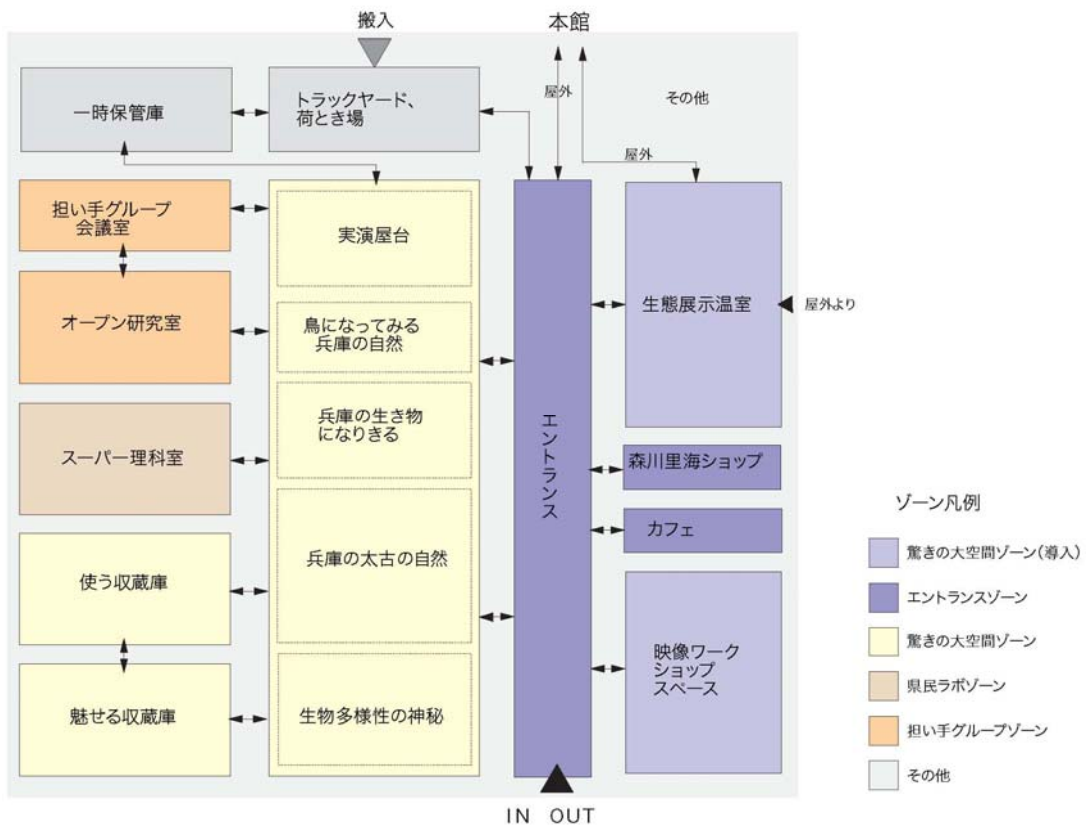 搬入
本館
一時保管庫
トラックヤード、
荷とき場
屋外
その他
屋外
担い手グループ
会議室
実演屋台
オープン研究室
鳥になってみる
兵庫の自然
生態展示温室
屋外より
兵庫の生き物
になりきる
スーパー理科室
エントランス
森川里海ショップ
カフェ
使う収蔵庫
兵庫の太古の自然
魅せる収蔵庫
生物多様性の神秘
映像ワーク
ショップ
スペース
IN OUT
ゾーン凡例
驚きの大空間ゾーン(導入)
エントランスゾーン
驚きの大空間ゾーン
県民ラボゾーン
担い手グループゾーン
その他